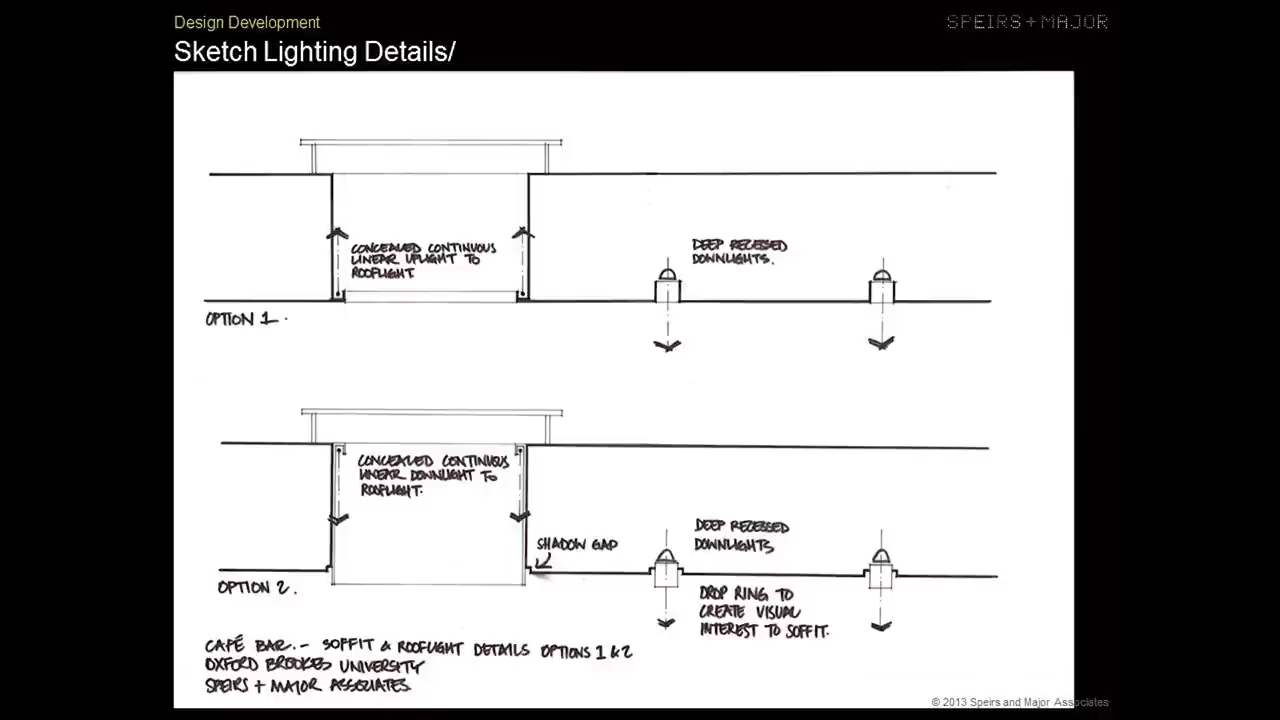 Design Development
SPEIRS + MAJOR
Sketch Lighting Details/
CONCEALED CONTINUOUS
LINEAR UPLIGHT TO
ROOFLIGHT.
DEEP RECESSED
DOWNLIGHTS.
OPTION 1.
CONCEALED CONTINUOUS
LINEAR DOWNLIGHT TO
ROOFLIGHT.
SHADOW GAP
DEEP RECESSED
DOWNLIGHTS
OPTION 2.
DROP RING TO
CREATE VISUAL
INTEREST TO SOFFIT.
CAFÉ BAR. - SOFFIT & ROOFLIGHT DETAILS OPTIONS 1 & 2
OXFORD BROOKES UNIVERSITY
SPEIRS + MAJOR ASSOCIATES.
© 2013 Speirs and Major Associates